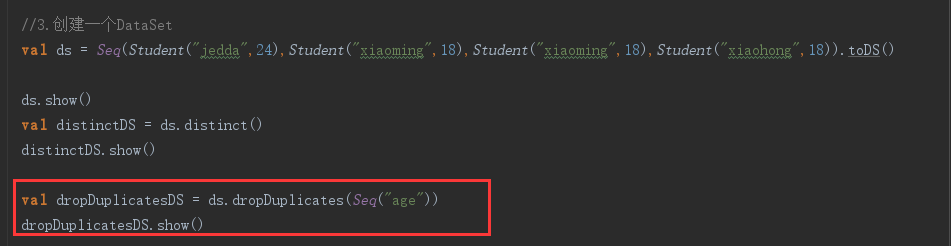 //3.创建一个DataSet
val ds = Seq(Student("jedda",24),Student("xiaoming",18),Student("xiaoming",18),Student("xiaohong",18)).toDS()
ds.show()
val distinctDS = ds.distinct()
distinctDS.show()
val dropDuplicatesDS = ds.dropDuplicates(Seq("age"))
dropDuplicatesDS.show()